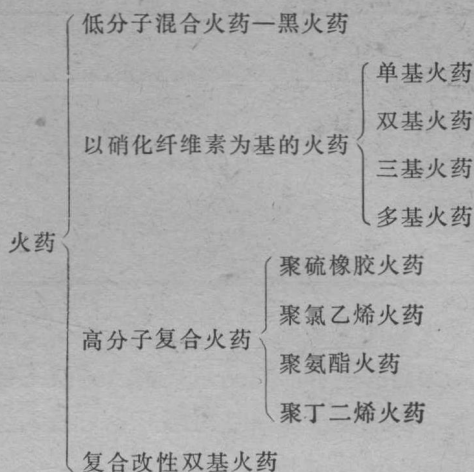 低分子混合火药—黑火药
单基火药
双基火药
以硝化纤维素为基的火药
三基火药
多基火药
火药
聚硫橡胶火药
聚氯乙烯火药
高分子复合火药
聚氨酯火药
聚丁二烯火药
复合改性双基火药